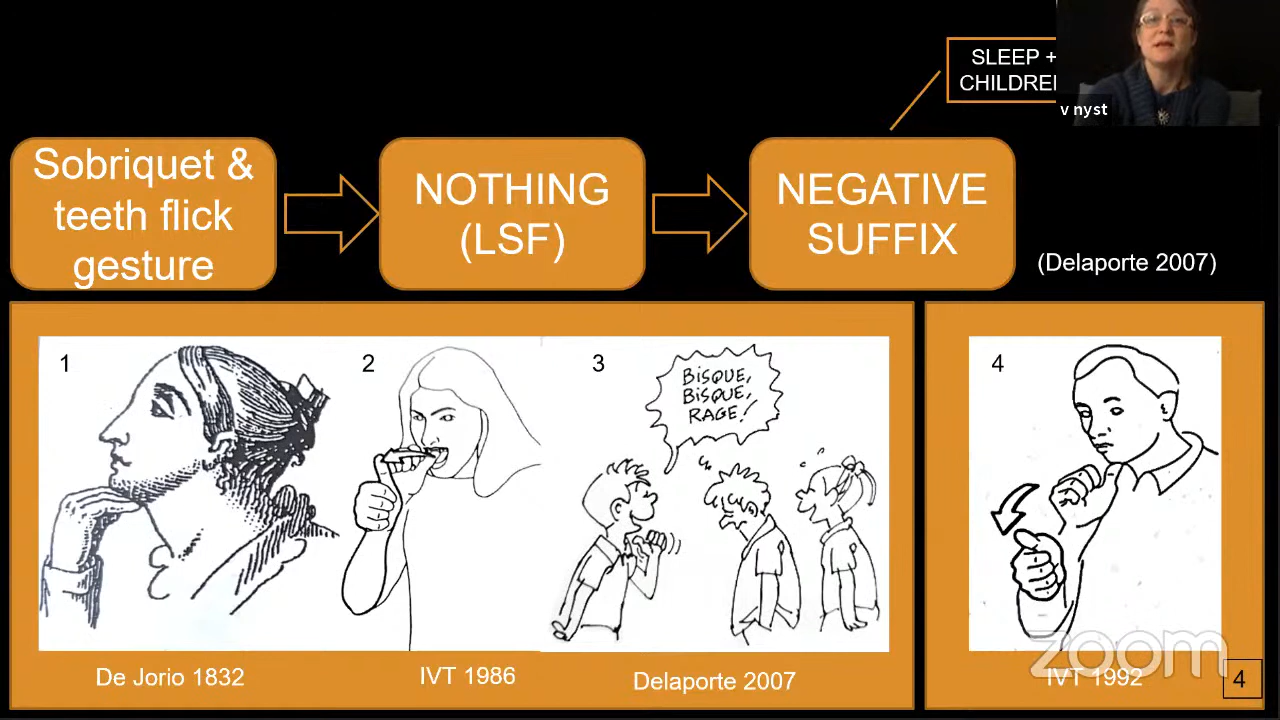 SLEEP +
v nyst
Sobriquet &
teeth flick
gesture
NOTHING
(LSF)
NEGATIVE
SUFFIX
(Delaporte 2007)
1
2
3
BISQUE,
BISQUE,
RAGE!
4
De Jorio 1832
IVT 1986
Delaporte 2007
IVT 1992
zoom
4